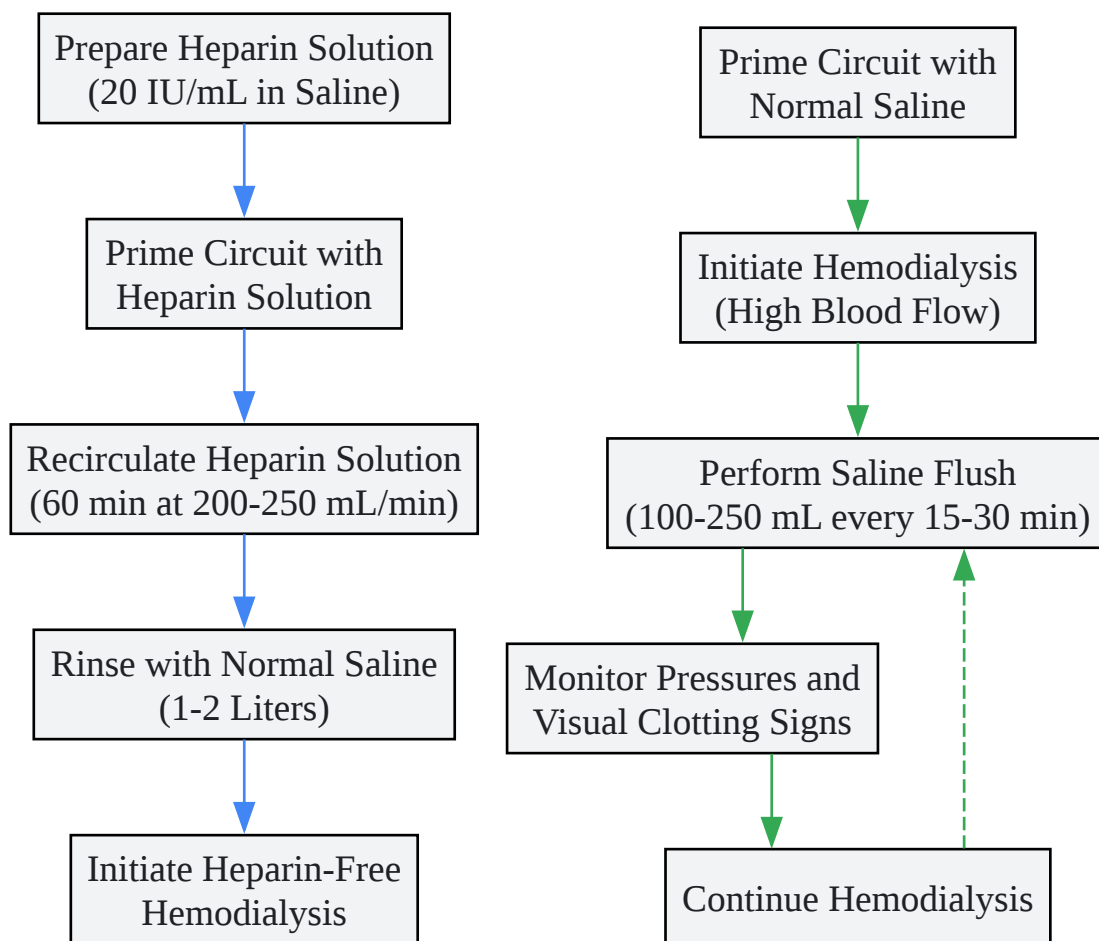 Prepare Heparin Solution
(20 IU/mL in Saline)
Prime Circuit with
Heparin Solution
Recirculate Heparin Solution
(60 min at 200-250 mL/min)
Rinse with Normal Saline
(1-2 Liters)
Initiate Heparin-Free
Hemodialysis
Prime Circuit with
Normal Saline
Initiate Hemodialysis
(High Blood Flow)
Perform Saline Flush
(100-250 mL every 15-30 min)
Monitor Pressures and
Visual Clotting Signs
Continue Hemodialysis